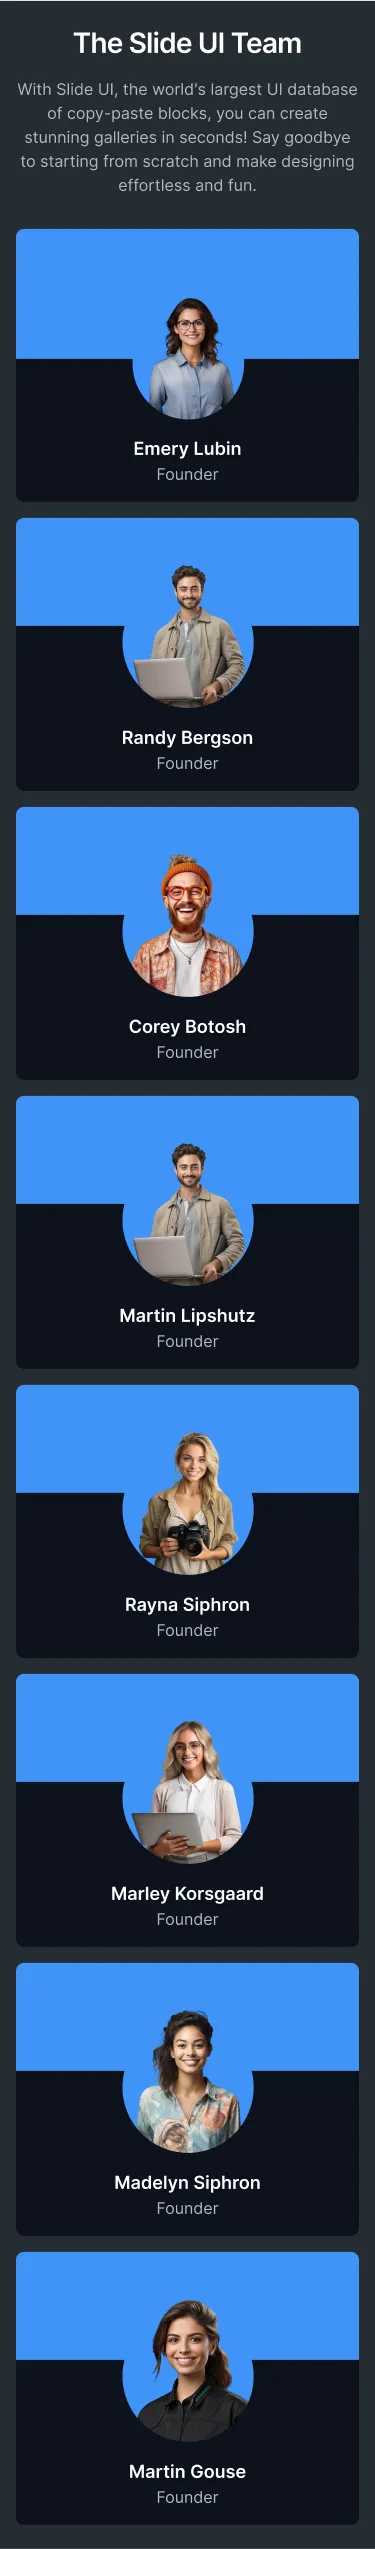 The Slide UI Team
With Slide UI, the world's largest UI database
of copy-paste blocks, you can create
stunning galleries in seconds! Say goodbye
to starting from scratch and make designing
effortless and fun.
Emery Lubin
Founder
Randy Bergson
Founder
Corey Botosh
Founder
Martin Lipshutz
Founder
Rayna Siphron
Founder
Marley Korsgaard
Founder
Madelyn Siphron
Founder
Martin Gouse
Founder